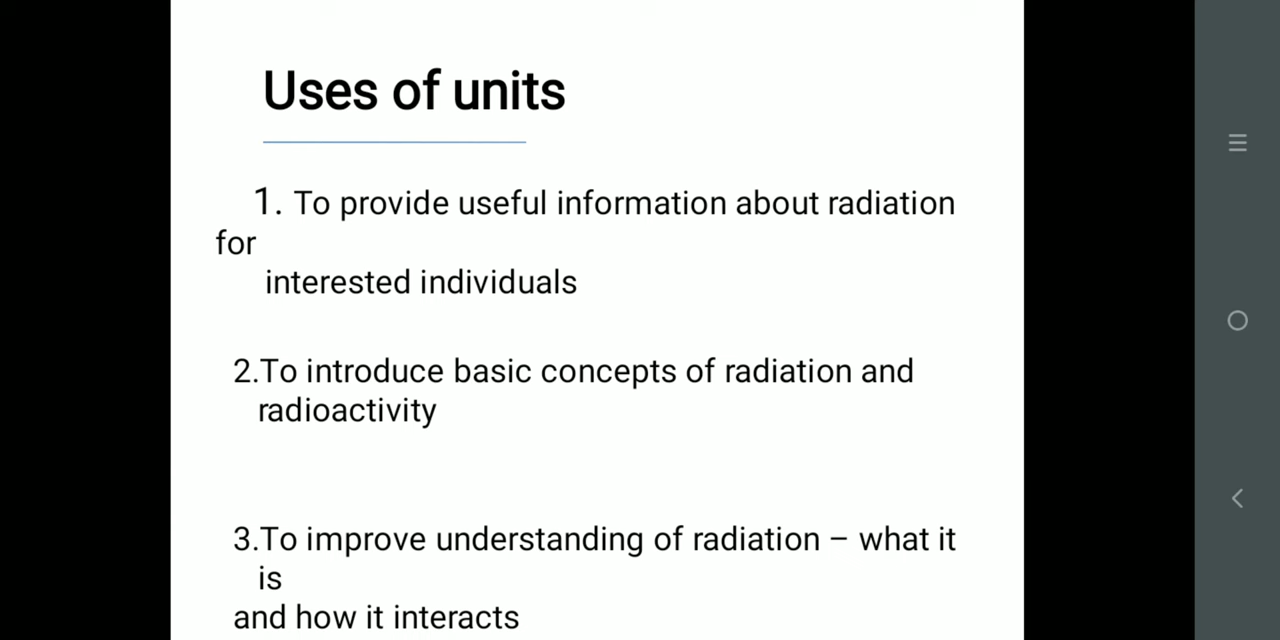 Uses of units
1. To provide useful information about radiation
for
interested individuals
2.To introduce basic concepts of radiation and
radioactivity
3.To improve understanding of radiation – what it
is
and how it interacts